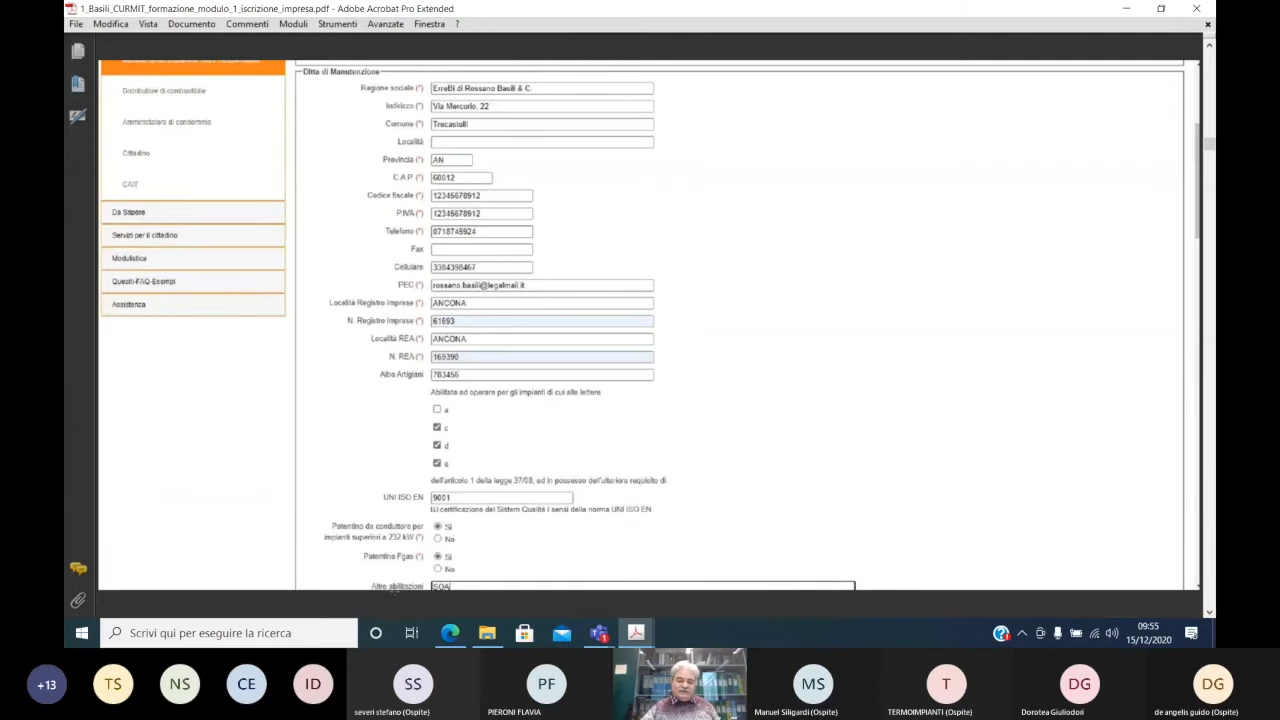 1_Basili_CURMIT_formazione_modulo_1_iscrizione_impresa.pdf - Adobe Acrobat Pro Extended
File Modifica Vista Documento Commenti Moduli Strumenti Avanzate Finestra ?
Distributore di combustibile
Amministratore di condominio
Cittadino
CAIT
Da Sapere
Servizi per il cittadino
Modulistica
Quesiti-FAQ-Esempi
Assistenza
Ditta di Manutenzione
Ragione sociale (*) ErreBi di Rossano Basili & C.
Indirizzo (*) Via Mercurio, 22
Comune (*) Trecastelli
Località
Provincia (*) AN
C.A.P. (*) 60012
Codice fiscale (*) 12345678912
P.IVA (*) 12345678912
Telefono (*) 0718745924
Fax
Cellulare 3384398467
PEC (*) rossano.basili@legalmail.it
Località Registro Imprese (*) ANCONA
N. Registro Imprese (*) 61693
Località REA (*) ANCONA
N. REA (*) 169390
Albo Artigiani 783456
Abilitata ad operare per gli impianti di cui alle lettere
a
c
d
e
dell'articolo 1 della legge 37/08, ed in possesso dell'ulteriore requisito di
UNI ISO EN 9001
certificazione del Sistem Qualità i sensi della norma UNI ISO EN
Patentino da conduttore per
impianti superiori a 232 kW (*)
Si
No
Patentino Fgas (*) Si
No
Altre abilitazioni SOA
Scrivi qui per eseguire la ricerca
09:55
15/12/2020
+13 TS NS CE ID SS PF MS T DG DG
severi stefano (Ospite) PIERONI FLAVIA Manuel Siligardi (Ospite) TERMOIMPIANTI (Ospite) Dorotea Giuliodori de angelis guido (Ospite)